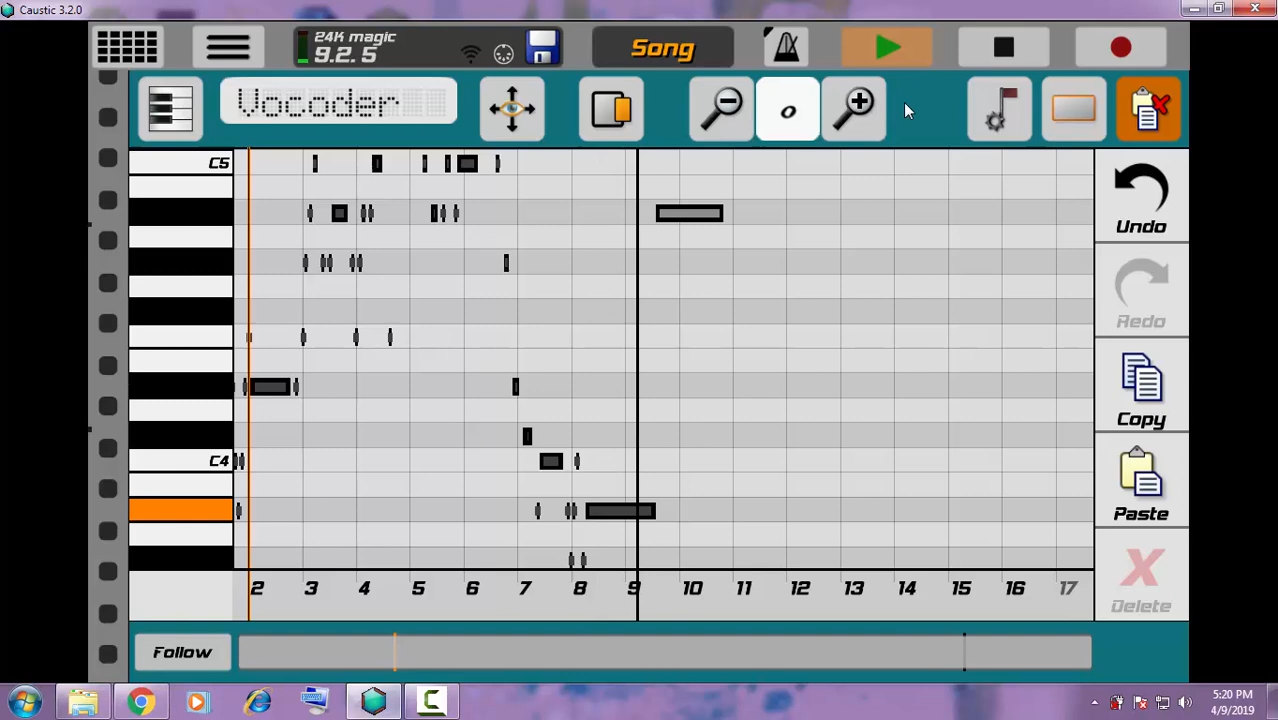 Caustic 3.2.0
24K magic
9.2. 5
Song
Vocoder
C5
C4
Undo
Redo
Copy
Paste
Delete
2 3 4 5 6 7 8 9 10 11 12 13 14 15 16 17
Follow
5:20 PM
4/9/2019